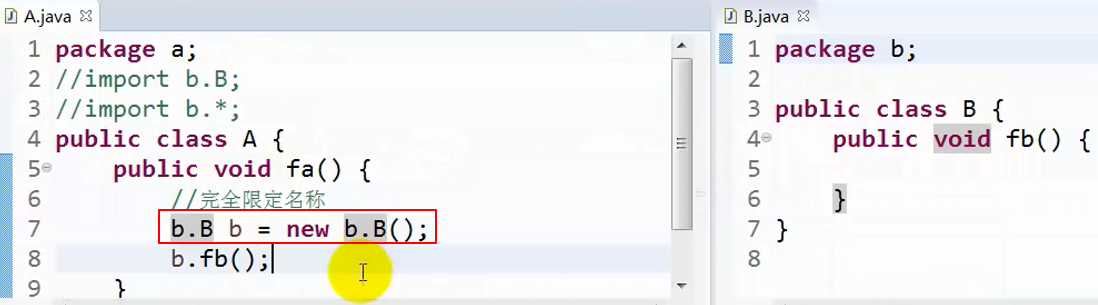 A.java
1 package a;
2 //import b.B;
3 //import b.*;
4 public class A {
5 public void fa() {
6 //完全限定名称
7 b.B b = new b.B();
8 b.fb();
9 }
B.java
1 package b;
2
3 public class B {
4 public void fb() {
5
6 }
7 }
8